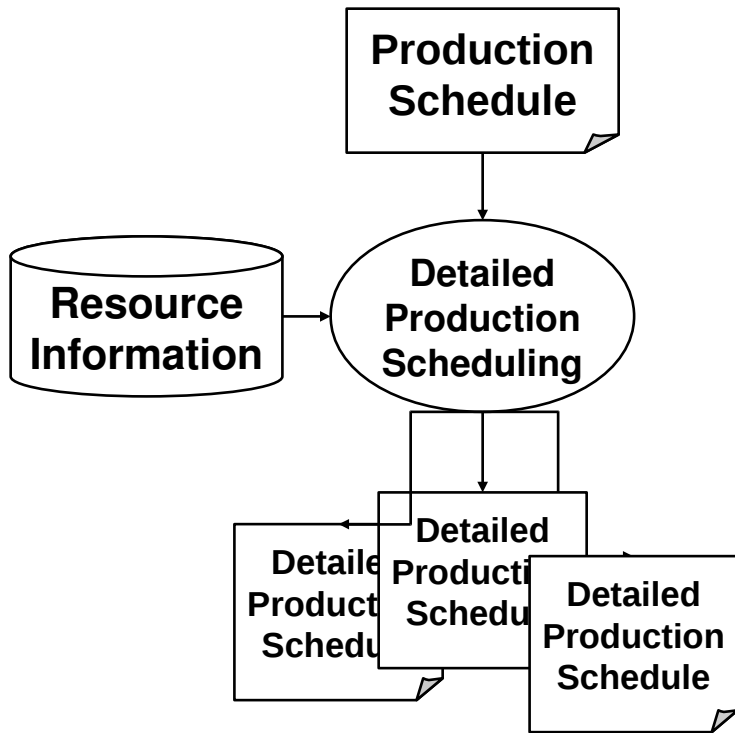 Production
Schedule
Resource
Information
Detailed
Production
Scheduling
Detaile
Product
Schedu
Detailed
Producti
Schedu
Detailed
Production
Schedule